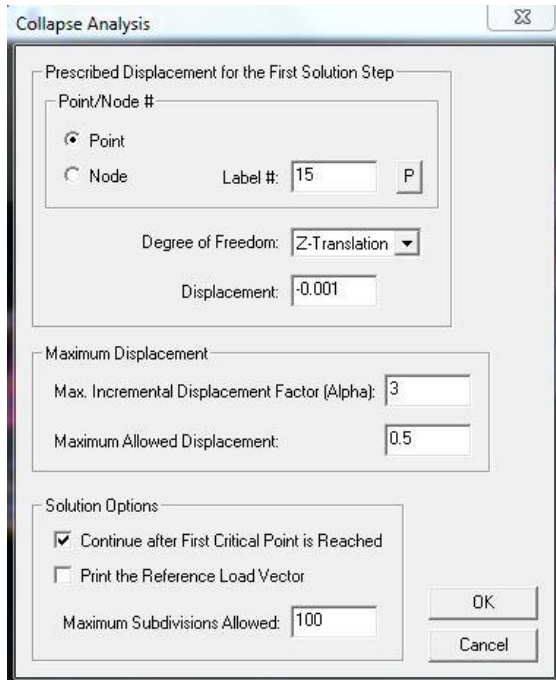 Collapse Analysis
Prescribed Displacement for the First Solution Step
Point/Node #
Point
Node Label #: 15 P
Degree of Freedom: Z-Translation
Displacement: -0.001
Maximum Displacement
Max. Incremental Displacement Factor (Alpha): 3
Maximum Allowed Displacement: 0.5
Solution Options
Continue after First Critical Point is Reached
Print the Reference Load Vector
Maximum Subdivisions Allowed: 100
OK
Cancel